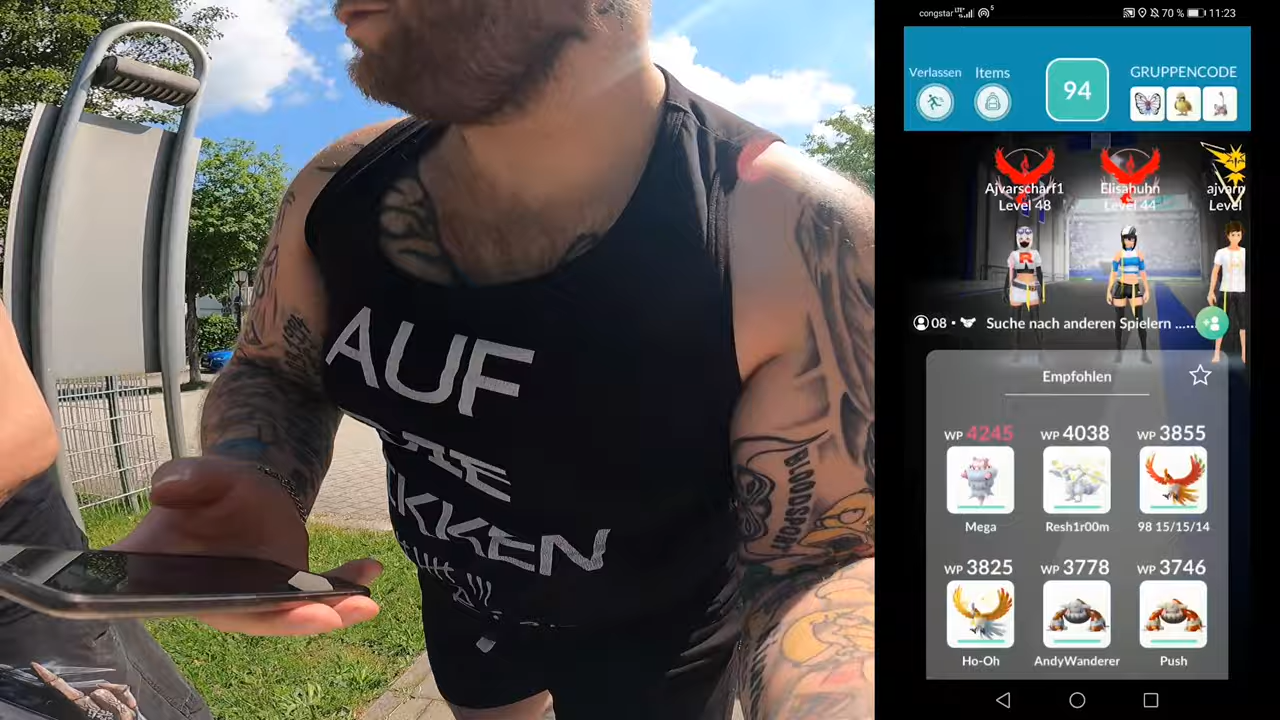 AUF
DIE
KKEN
BLOODSPORT
congstar
70 %
11:23
Verlassen
Items
94
GRUPPENCODE
Ajvarscharf1
Level 48
Elisahuhn
Level 44
ajvarn
Level
08 • Suche nach anderen Spielern ......
Empfohlen
WP 4245
WP 4038
WP 3855
Mega
Resh1r00m
98 15/15/14
WP 3825
WP 3778
WP 3746
Ho-Oh
AndyWanderer
Push